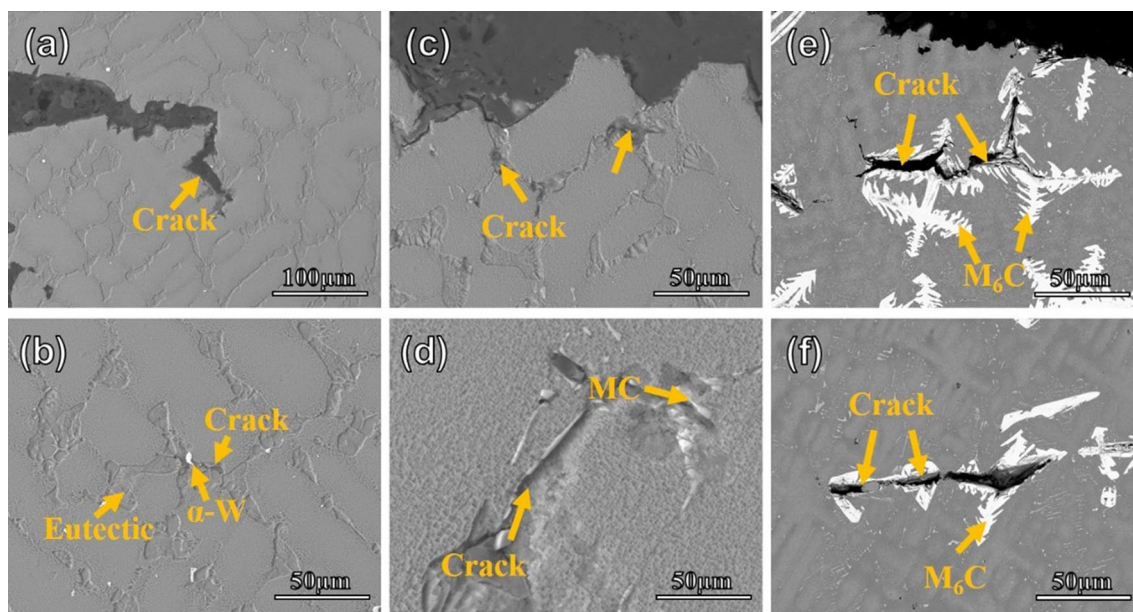 (a)
Crack
100μm
(c)
Crack
50μm
(e)
Crack
M₆C
50μm
(b)
Crack
α-W
Eutectic
50μm
(d)
MC
Crack
50μm
(f)
Crack
M₆C
50μm